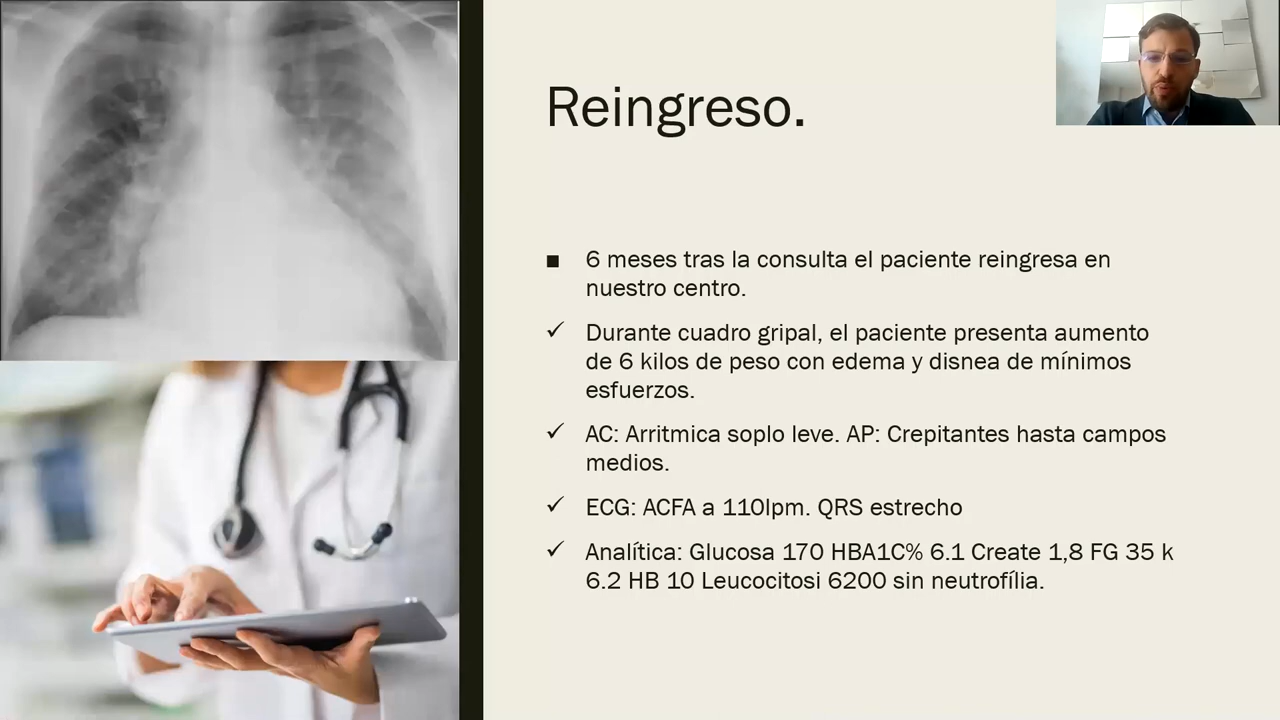 Reingreso.
6 meses tras la consulta el paciente reingresa en
nuestro centro.
Durante cuadro gripal, el paciente presenta aumento
de 6 kilos de peso con edema y disnea de mínimos
esfuerzos.
AC: Arritmica soplo leve. AP: Crepitantes hasta campos
medios.
ECG: ACFA a 110lpm. QRS estrecho
Analítica: Glucosa 170 HBA1C% 6.1 Create 1,8 FG 35 k
6.2 HB 10 Leucocitosi 6200 sin neutrofília.